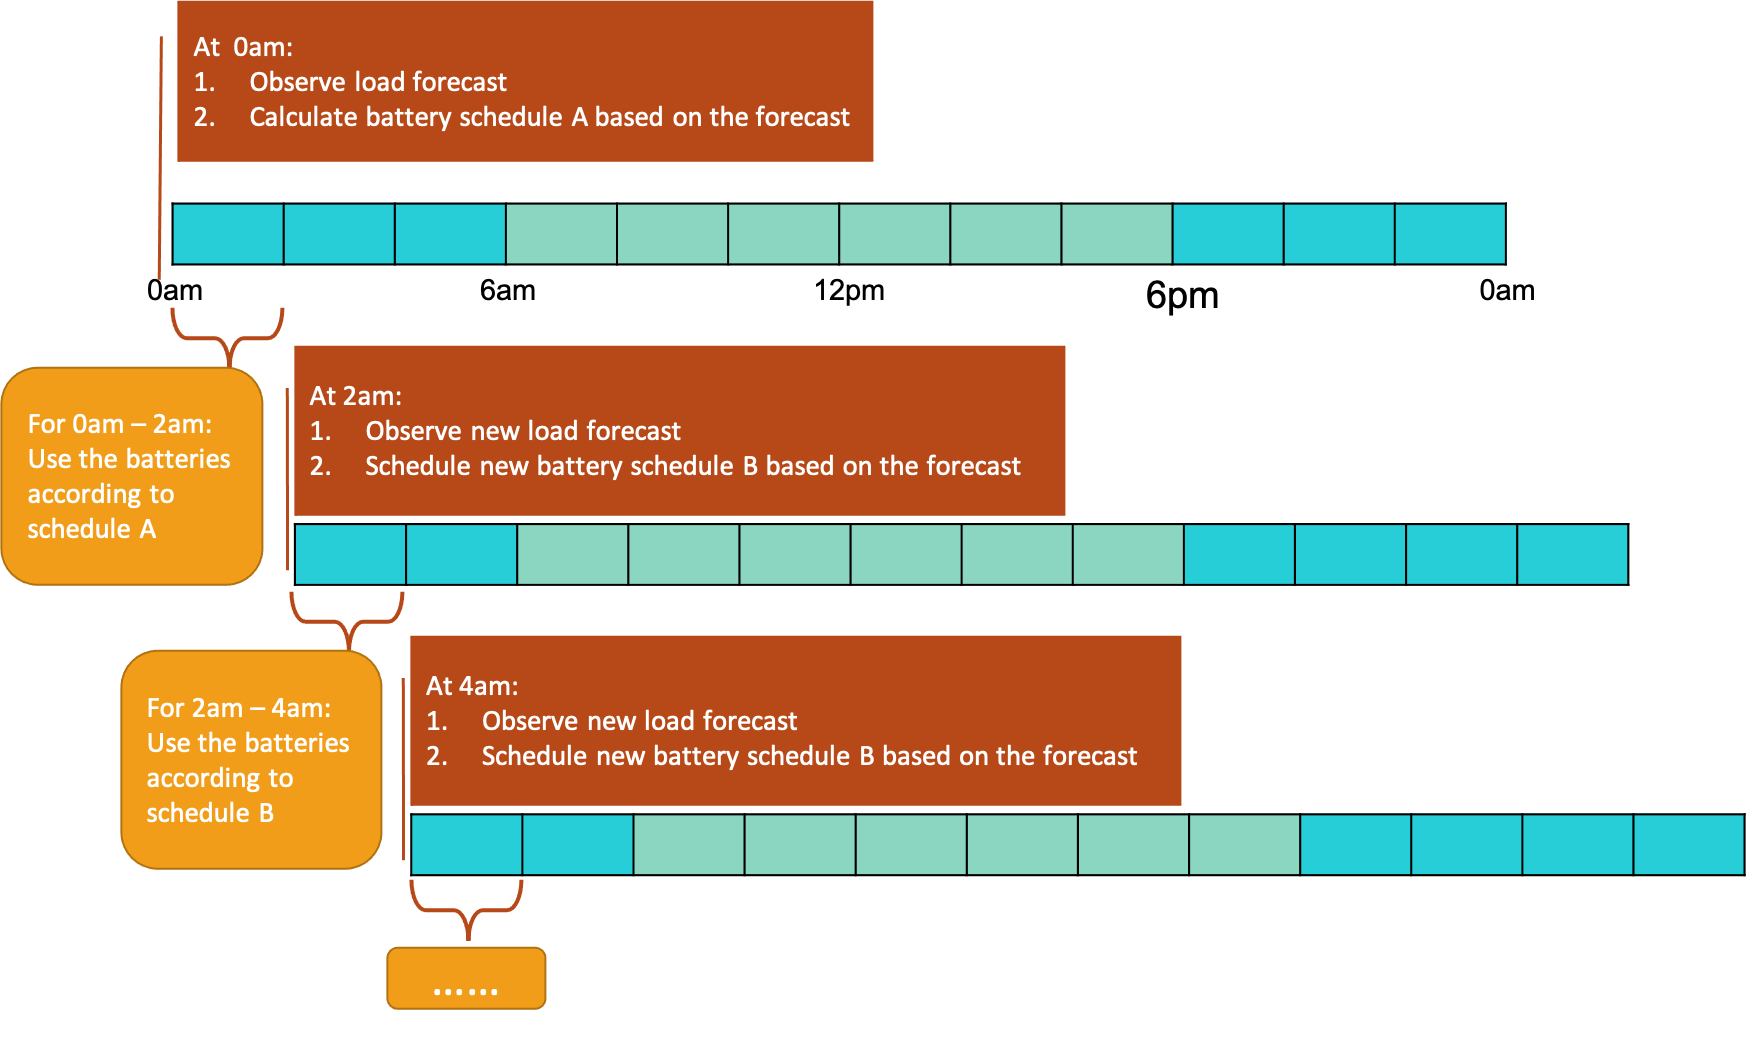 At  0am:
1. Observe load forecast
2. Calculate battery schedule A based on the forecast
0am
6am
12pm
6pm
0am
For 0am – 2am:
Use the batteries
according to
schedule A
At 2am:
1. Observe new load forecast
2. Schedule new battery schedule B based on the forecast
For 2am – 4am:
Use the batteries
according to
schedule B
At 4am:
1. Observe new load forecast
2. Schedule new battery schedule B based on the forecast
……